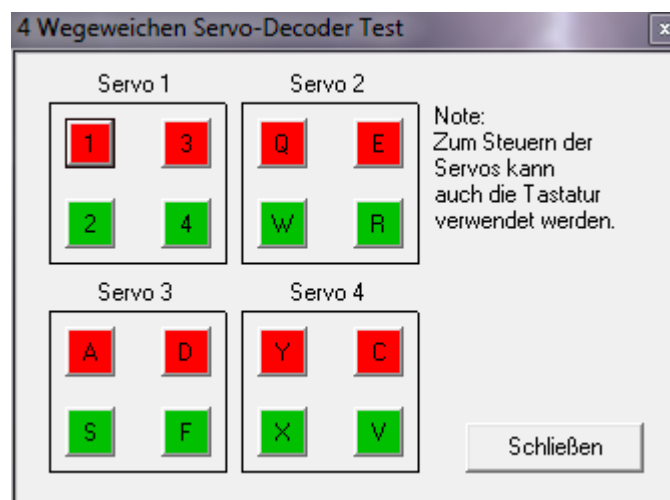 4 Wegeweichen Servo-Decoder Test
x
Servo 1
Servo 2
1
3
Q
E
2
4
W
R
Note:
Zum Steuern der
Servos kann
auch die Tastatur
verwendet werden.
Servo 3
Servo 4
A
D
Y
C
S
F
X
V
Schließen